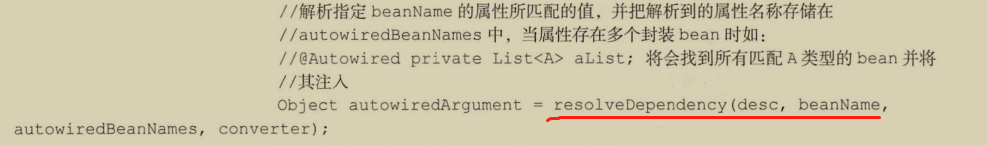 //解析指定 beanName 的属性所匹配的值，并把解析到的属性名称存储在
//autowiredBeanNames 中，当属性存在多个封装 bean 时如：
//@Autowired private List<A> aList; 将会找到所有匹配 A 类型的 bean 并将
//其注入
Object autowiredArgument = resolveDependency(desc, beanName,
autowiredBeanNames, converter);